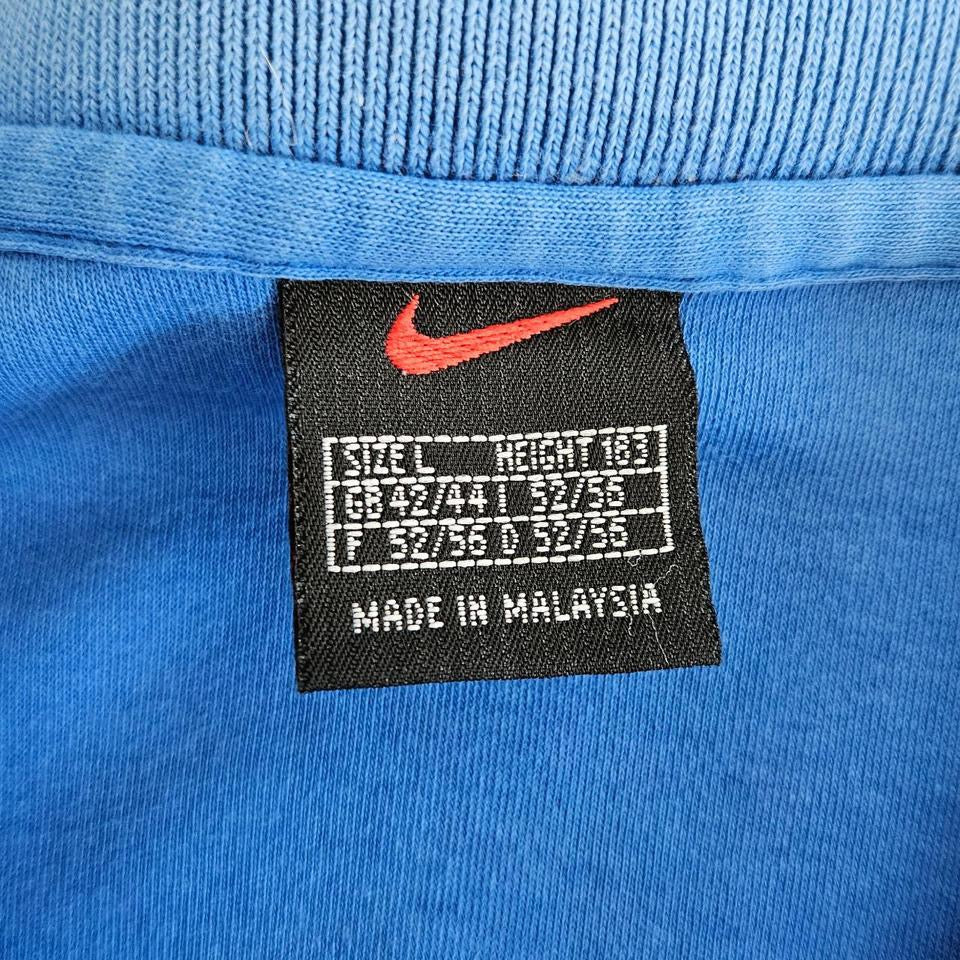 SIZE L HEIGHT 183
GB 42/44 I 52/56
F 52/56 D 52/56
MADE IN MALAYSIA